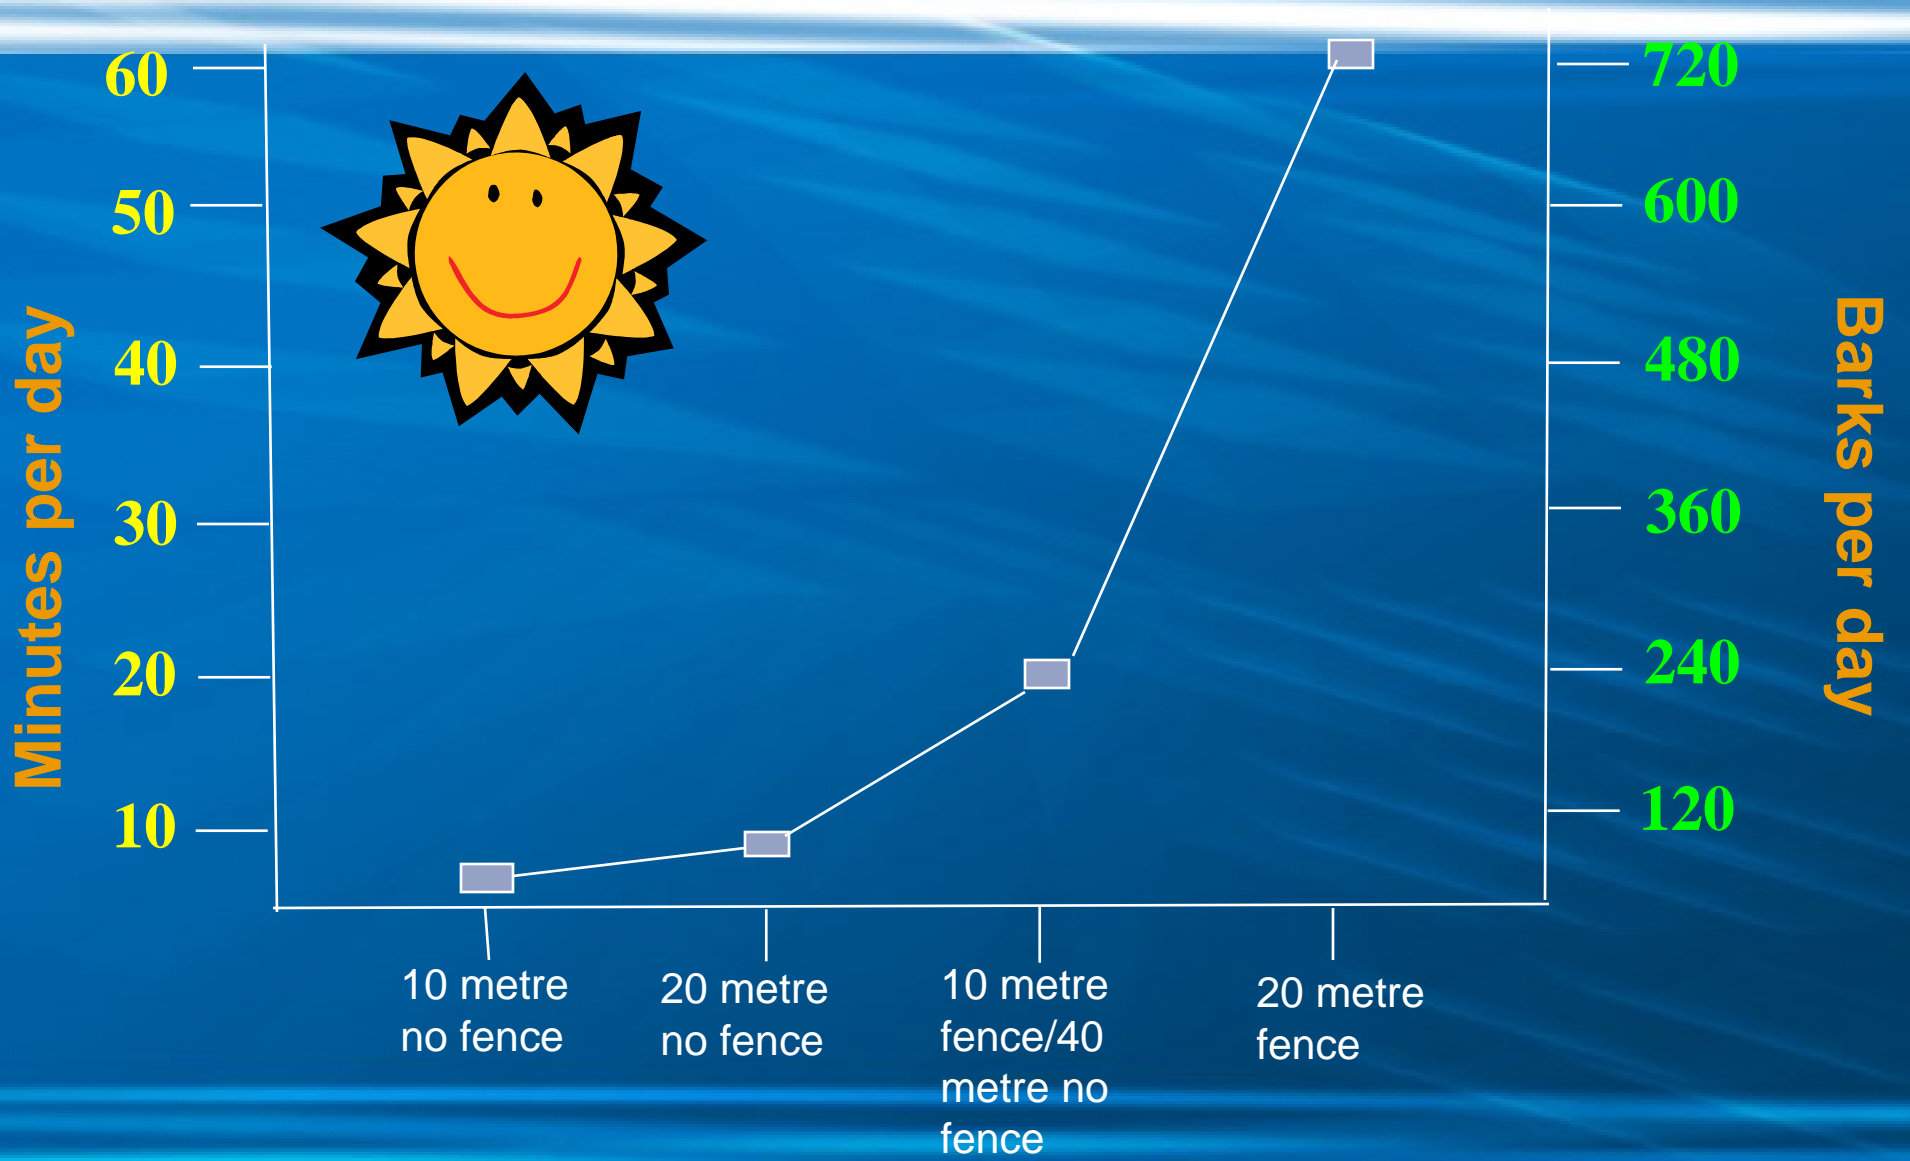 60
50
40
30
20
10
Minutes per day
720
600
480
360
240
120
Barks per day
10 metre
no fence
20 metre
no fence
10 metre
fence/40
metre no
fence
20 metre
fence